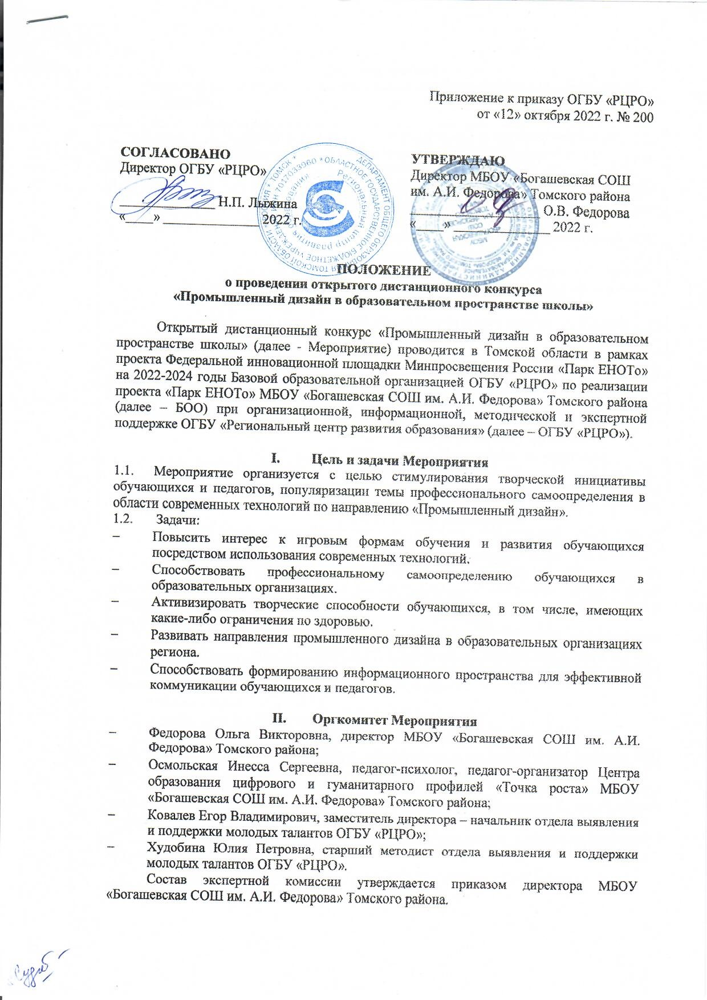 Приложение к приказу ОГБУ «РЦРО»
от «12» октября 2022 г. № 200
СОГЛАСОВАНО
Директор ОГБУ «РЦРО»
______________ Н.П. Лыжина
«____» ______________ 2022 г.
УТВЕРЖДАЮ
Директор МБОУ «Богашевская СОШ
им. А.И. Федорова» Томского района
__________________ О.В. Федорова
«____» ______________ 2022 г.
ПОЛОЖЕНИЕ
о проведении открытого дистанционного конкурса
«Промышленный дизайн в образовательном пространстве школы»
Открытый дистанционный конкурс «Промышленный дизайн в образовательном
пространстве школы» (далее - Мероприятие) проводится в Томской области в рамках
проекта Федеральной инновационной площадки Минпросвещения России «Парк ЕНОТо»
на 2022-2024 годы Базовой образовательной организацией ОГБУ «РЦРО» по реализации
проекта «Парк ЕНОТо» МБОУ «Богашевская СОШ им. А.И. Федорова» Томского района
(далее – БОО) при организационной, информационной, методической и экспертной
поддержке ОГБУ «Региональный центр развития образования» (далее – ОГБУ «РЦРО»).
I. Цель и задачи Мероприятия
1.1. Мероприятие организуется с целью стимулирования творческой инициативы
обучающихся и педагогов, популяризации темы профессионального самоопределения в
области современных технологий по направлению «Промышленный дизайн».
1.2. Задачи:
– Повысить интерес к игровым формам обучения и развития обучающихся
посредством использования современных технологий.
– Способствовать профессиональному самоопределению обучающихся в
образовательных организациях.
– Активизировать творческие способности обучающихся, в том числе, имеющих
какие-либо ограничения по здоровью.
– Развивать направления промышленного дизайна в образовательных организациях
региона.
– Способствовать формированию информационного пространства для эффективной
коммуникации обучающихся и педагогов.
II. Оргкомитет Мероприятия
– Федорова Ольга Викторовна, директор МБОУ «Богашевская СОШ им. А.И.
Федорова» Томского района;
– Осмольская Инесса Сергеевна, педагог-психолог, педагог-организатор Центра
образования цифрового и гуманитарного профилей «Точка роста» МБОУ
«Богашевская СОШ им. А.И. Федорова» Томского района;
– Ковалев Егор Владимирович, заместитель директора – начальник отдела выявления
и поддержки молодых талантов ОГБУ «РЦРО»;
– Худобина Юлия Петровна, старший методист отдела выявления и поддержки
молодых талантов ОГБУ «РЦРО».
Состав экспертной комиссии утверждается приказом директора МБОУ
«Богашевская СОШ им. А.И. Федорова» Томского района.